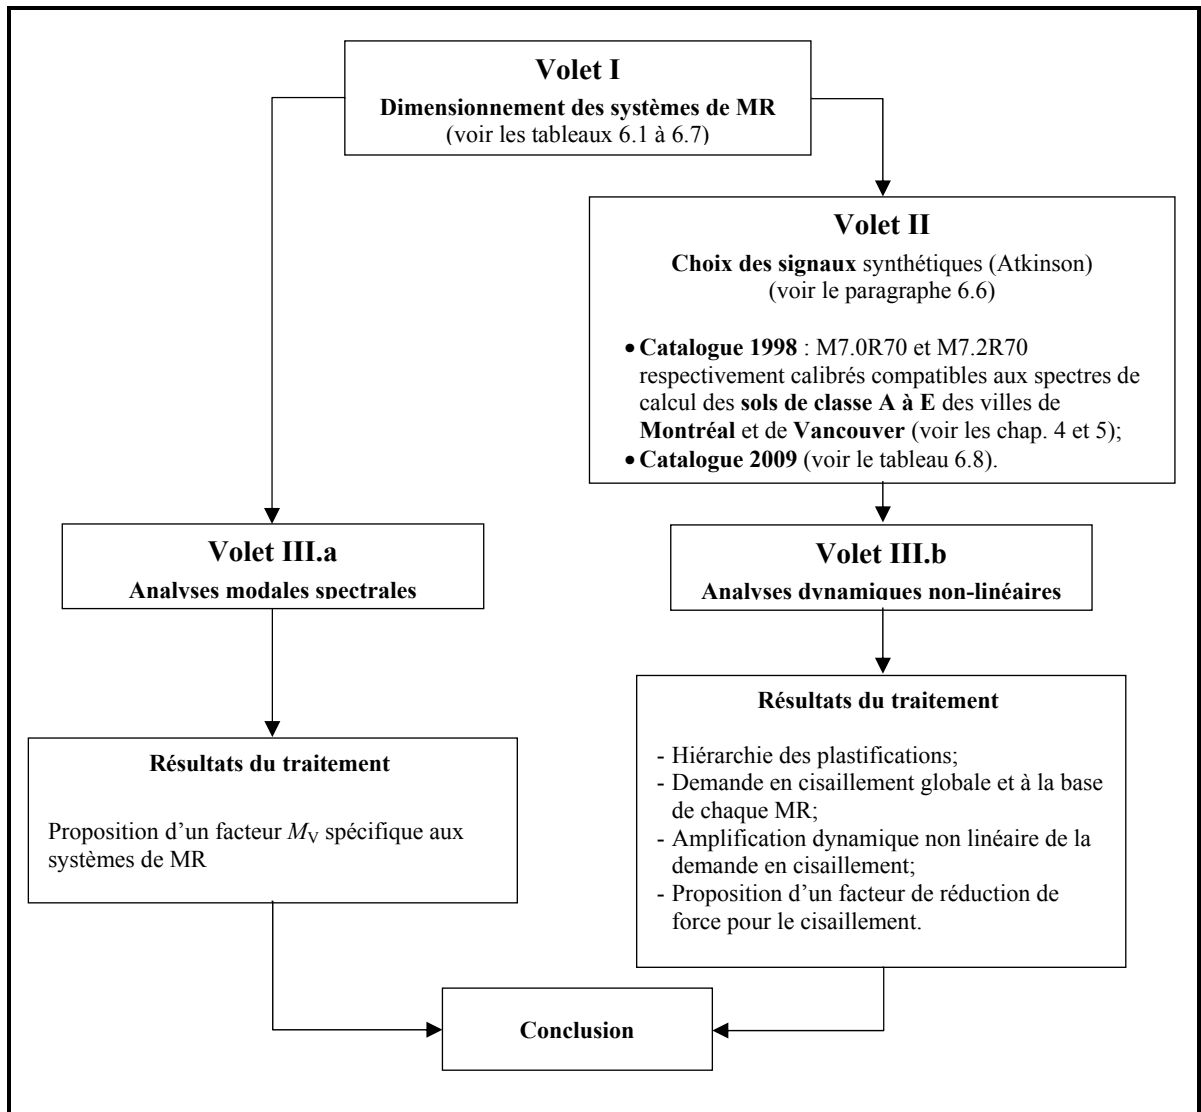 Volet I
Dimensionnement des systèmes de MR
(voir les tableaux 6.1 à 6.7)
Volet II
Choix des signaux synthétiques (Atkinson)
(voir le paragraphe 6.6)
• Catalogue 1998 : M7.0R70 et M7.2R70
respectivement calibrés compatibles aux spectres de
calcul des sols de classe A à E des villes de
Montréal et de Vancouver (voir les chap. 4 et 5);
• Catalogue 2009 (voir le tableau 6.8).
Volet III.a
Analyses modales spectrales
Volet III.b
Analyses dynamiques non-linéaires
Résultats du traitement
Proposition d'un facteur MV spécifique aux
systèmes de MR
Résultats du traitement
- Hiérarchie des plastifications;
- Demande en cisaillement globale et à la base
de chaque MR;
- Amplification dynamique non linéaire de la
demande en cisaillement;
- Proposition d'un facteur de réduction de
force pour le cisaillement.
Conclusion